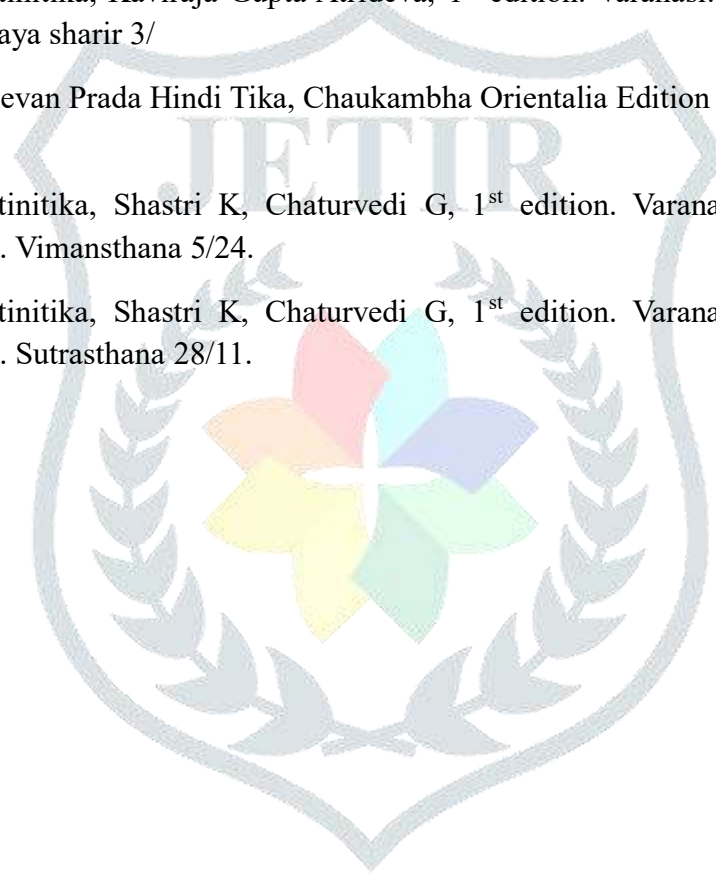 Kaviraja Gupta Atrideva, 1st edition. Varanasi.
aya sharir 3/
evan Prada Hindi Tika, Chaukambha Orientalia Edition
JETIR
tinitika, Shastri K, Chaturvedi G, 1st edition. Varana
. Vimansthana 5/24.
tinitika, Shastri K, Chaturvedi G, 1st edition. Varana
. Sutrasthana 28/11.